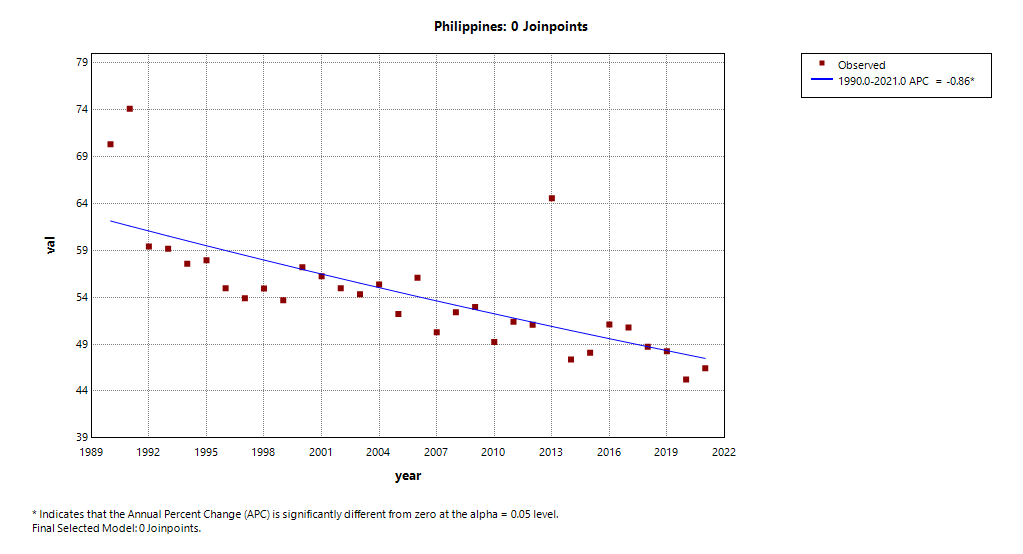 Philippines: 0 Joinpoints
Observed
1990.0-2021.0 APC = -0.86*
79
74
69
64
59
54
49
44
39
val
1989 1992 1995 1998 2001 2004 2007 2010 2013 2016 2019 2022
year
* Indicates that the Annual Percent Change (APC) is significantly different from zero at the alpha = 0.05 level.
Final Selected Model: 0 Joinpoints.